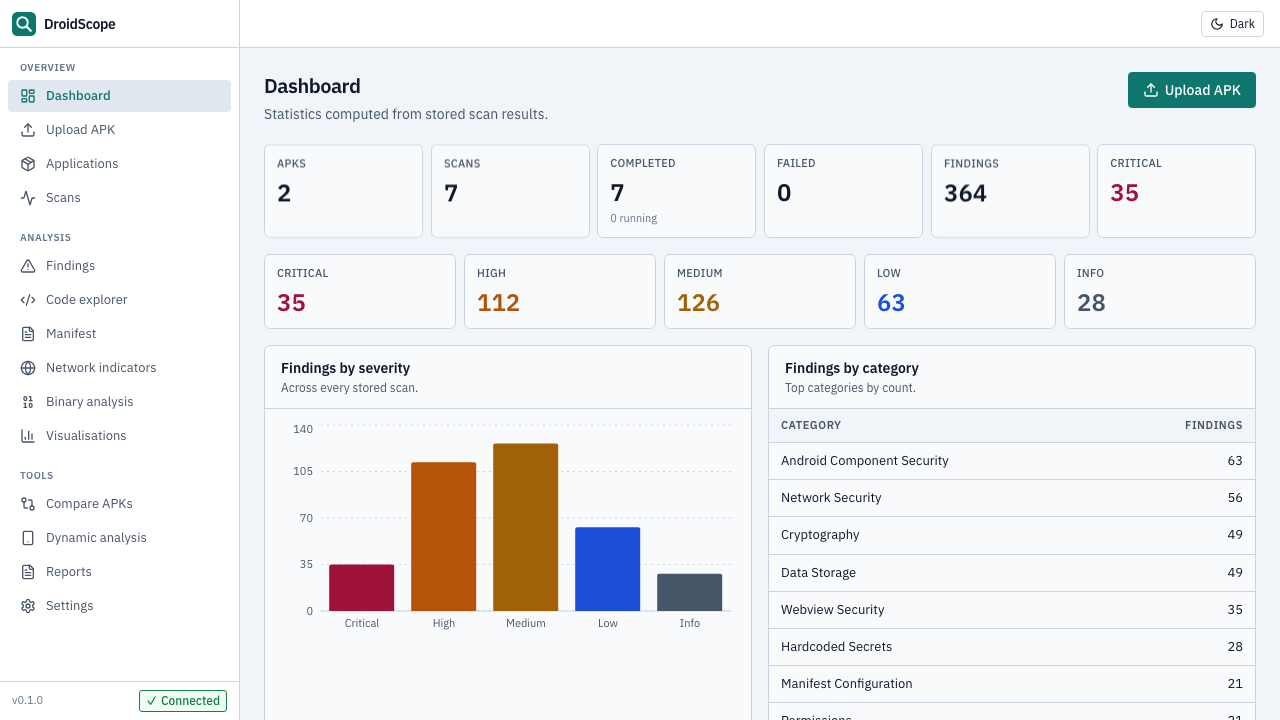 DroidScope
Dark
OVERVIEW
Dashboard
Upload APK
Applications
Scans
ANALYSIS
Findings
Code explorer
Manifest
Network indicators
Binary analysis
Visualisations
TOOLS
Compare APKs
Dynamic analysis
Reports
Settings
v0.1.0
Connected
Dashboard
Statistics computed from stored scan results.
Upload APK
APKS
2
SCANS
7
COMPLETED
7
0 running
FAILED
0
FINDINGS
364
CRITICAL
35
CRITICAL
35
HIGH
112
MEDIUM
126
LOW
63
INFO
28
Findings by severity
Across every stored scan.
140
105
70
35
0
Critical High Medium Low Info
Findings by category
Top categories by count.
CATEGORY FINDINGS
Android Component Security 63
Network Security 56
Cryptography 49
Data Storage 49
Webview Security 35
Hardcoded Secrets 28
Manifest Configuration 21
Permissions 21